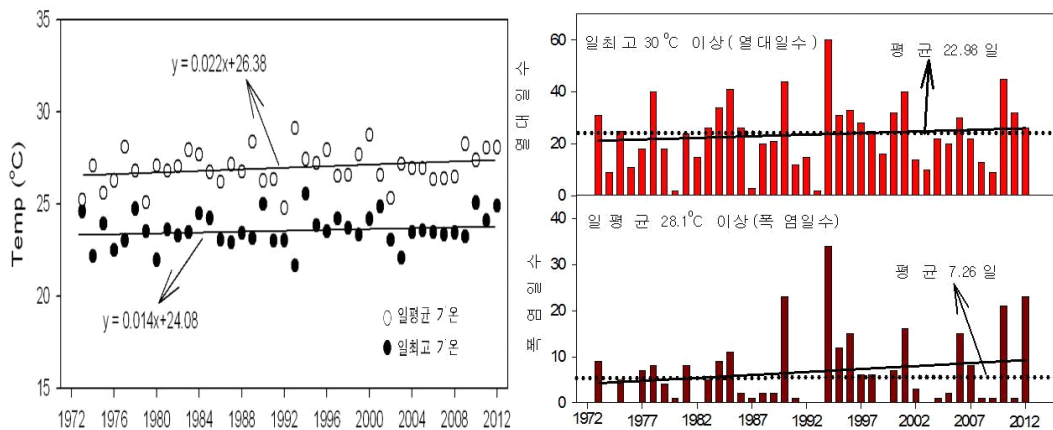 35
30
25
20
15
Temp (°C)
y = 0.022x+26.38
y = 0.014x+24.08
○ 일평균 기온
● 일최고 기온
1972 1976 1980 1984 1988 1992 1996 2000 2004 2008 2012
열대일수
60
40
20
0
일최고 30 °C 이상 (열대일수)
평균 22.98 일
폭염일수
40
30
20
10
0
일평균 28.1°C 이상(폭염일수)
평균 7.26 일
1972 1977 1982 1987 1992 1997 2002 2007 2012